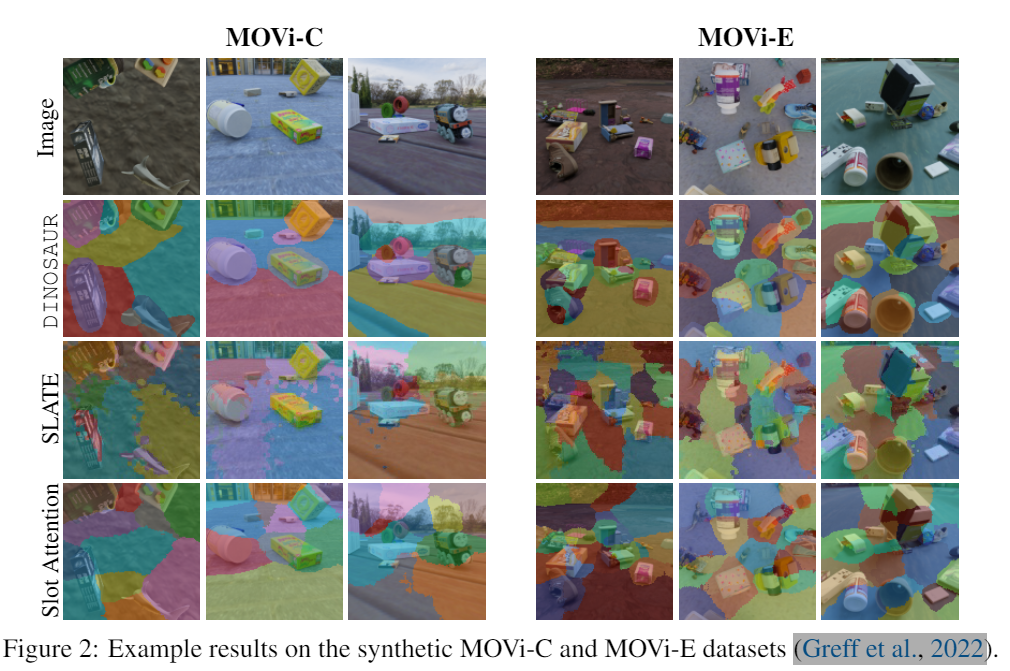 MOVi-C MOVi-E
Image
DINOSAUR
SLATE
Slot Attention
Figure 2: Example results on the synthetic MOVi-C and MOVi-E datasets (Greff et al., 2022).